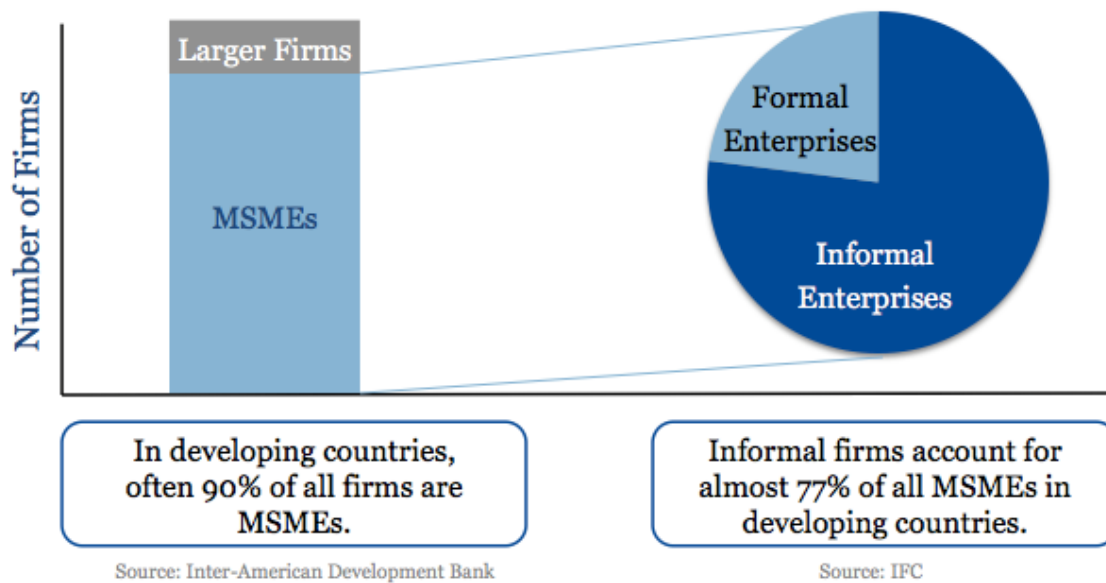 Number of Firms
Larger Firms
MSMEs
Formal
Enterprises
Informal
Enterprises
In developing countries,
often 90% of all firms are
MSMEs.
Source: Inter-American Development Bank
Informal firms account for
almost 77% of all MSMEs in
developing countries.
Source: IFC